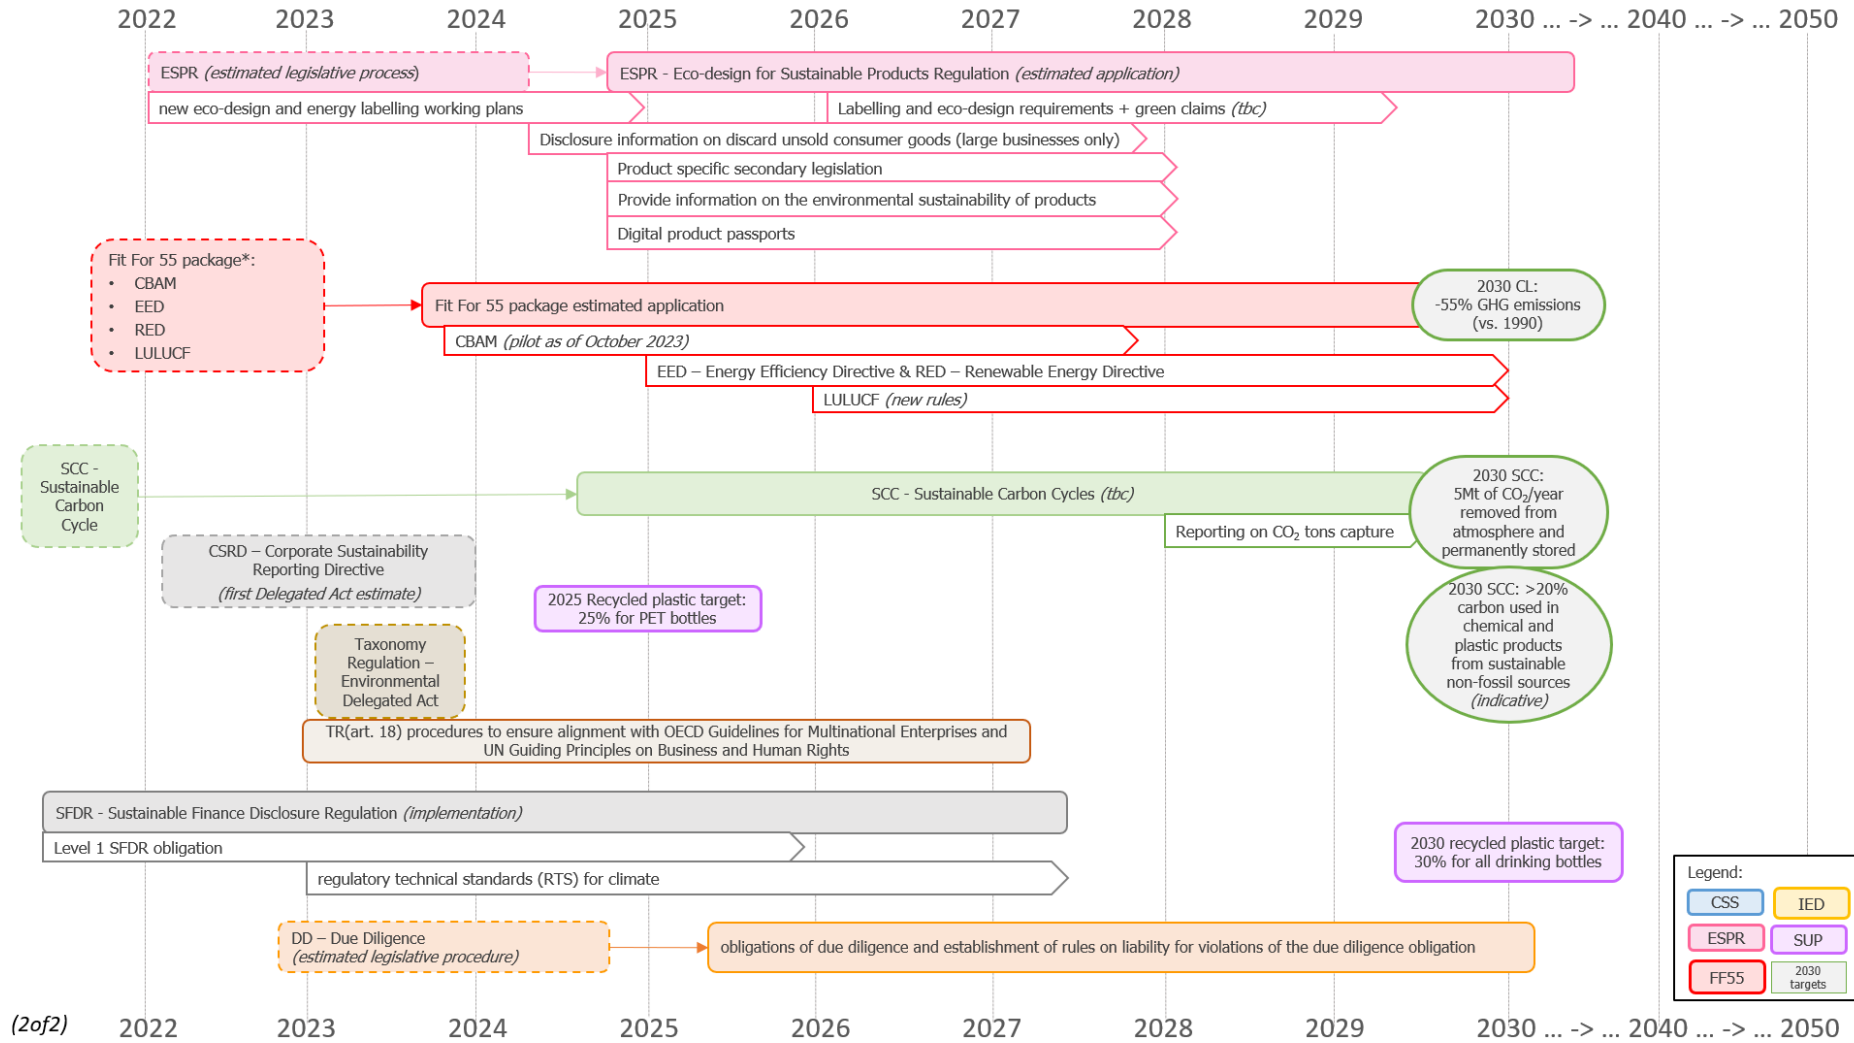 2022 2023 2024 2025 2026 2027 2028 2029 2030 ... -> ... 2040 ... -> ... 2050
ESPR (estimated legislative process)
ESPR - Eco-design for Sustainable Products Regulation (estimated application)
new eco-design and energy labelling working plans
Labelling and eco-design requirements + green claims (tbc)
Disclosure information on discard unsold consumer goods (large businesses only)
Product specific secondary legislation
Provide information on the environmental sustainability of products
Digital product passports
Fit For 55 package*:
• CBAM
• EED
• RED
• LULUCF
Fit For 55 package estimated application
2030 CL:
-55% GHG emissions
(vs. 1990)
CBAM (pilot as of October 2023)
EED – Energy Efficiency Directive & RED – Renewable Energy Directive
LULUCF (new rules)
SCC -
Sustainable
Carbon
Cycle
SCC - Sustainable Carbon Cycles (tbc)
2030 SCC:
5Mt of CO₂/year
removed from
atmosphere and
permanently stored
Reporting on CO₂ tons capture
CSRD – Corporate Sustainability
Reporting Directive
(first Delegated Act estimate)
2025 Recycled plastic target:
25% for PET bottles
2030 SCC: >20%
carbon used in
chemical and
plastic products
from sustainable
non-fossil sources
(indicative)
Taxonomy
Regulation –
Environmental
Delegated Act
TR(art. 18) procedures to ensure alignment with OECD Guidelines for Multinational Enterprises and
UN Guiding Principles on Business and Human Rights
SFDR - Sustainable Finance Disclosure Regulation (implementation)
Level 1 SFDR obligation
regulatory technical standards (RTS) for climate
2030 recycled plastic target:
30% for all drinking bottles
DD – Due Diligence
(estimated legislative procedure)
obligations of due diligence and establishment of rules on liability for violations of the due diligence obligation
Legend:
CSS IED
ESPR SUP
FF55 2030
targets
(2of2) 2022 2023 2024 2025 2026 2027 2028 2029 2030 ... -> ... 2040 ... -> ... 2050